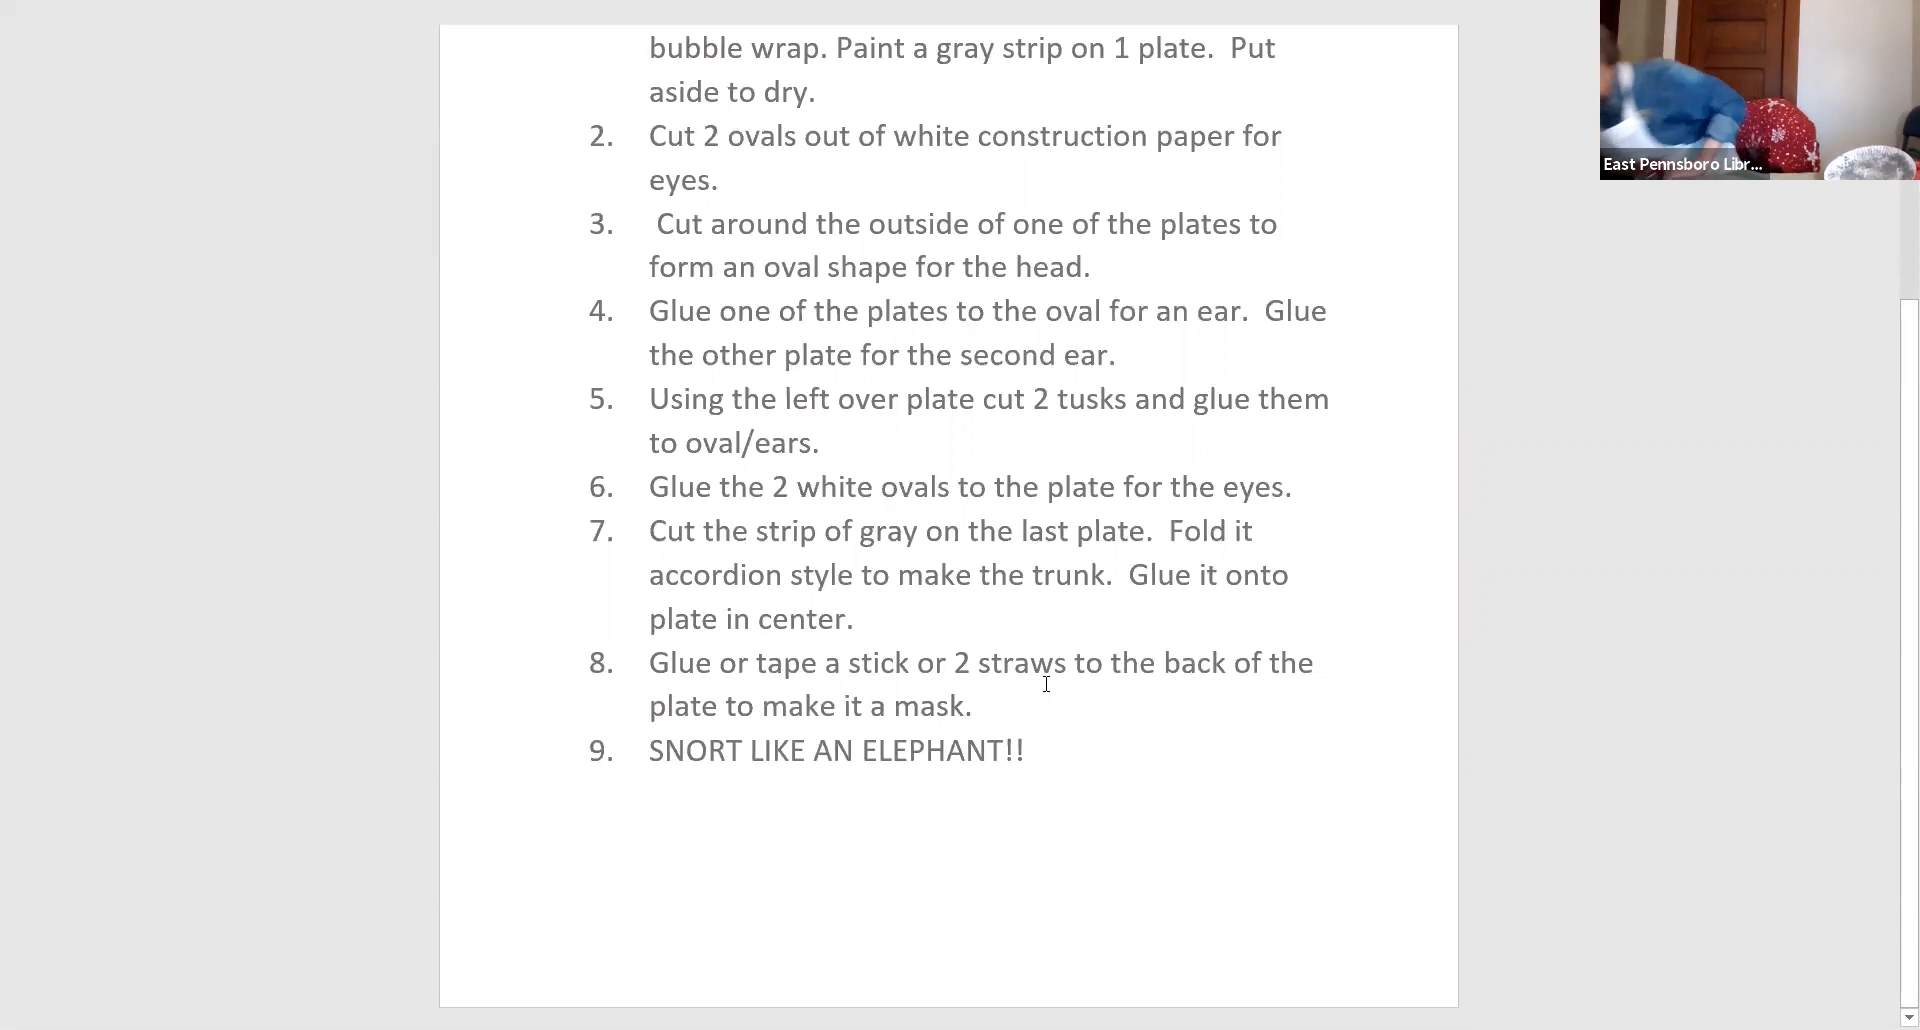 bubble wrap. Paint a gray strip on 1 plate.  Put
aside to dry.
2. Cut 2 ovals out of white construction paper for
eyes.
3. Cut around the outside of one of the plates to
form an oval shape for the head.
4. Glue one of the plates to the oval for an ear.  Glue
the other plate for the second ear.
5. Using the left over plate cut 2 tusks and glue them
to oval/ears.
6. Glue the 2 white ovals to the plate for the eyes.
7. Cut the strip of gray on the last plate.  Fold it
accordion style to make the trunk.  Glue it onto
plate in center.
8. Glue or tape a stick or 2 straws to the back of the
plate to make it a mask.
9. SNORT LIKE AN ELEPHANT!!
East Pennsboro Libr...